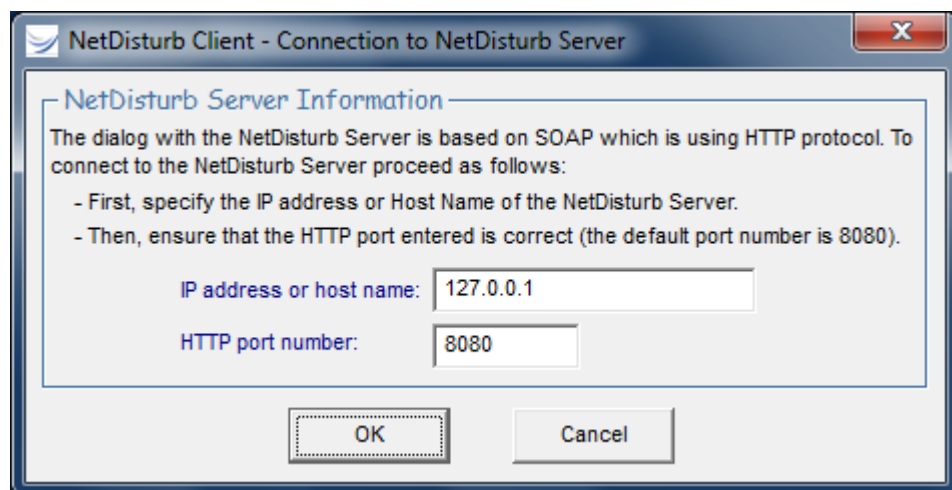 NetDisturb Client - Connection to NetDisturb Server
x
NetDisturb Server Information
The dialog with the NetDisturb Server is based on SOAP which is using HTTP protocol. To
connect to the NetDisturb Server proceed as follows:
- First, specify the IP address or Host Name of the NetDisturb Server.
- Then, ensure that the HTTP port entered is correct (the default port number is 8080).
IP address or host name: 127.0.0.1
HTTP port number: 8080
OK Cancel